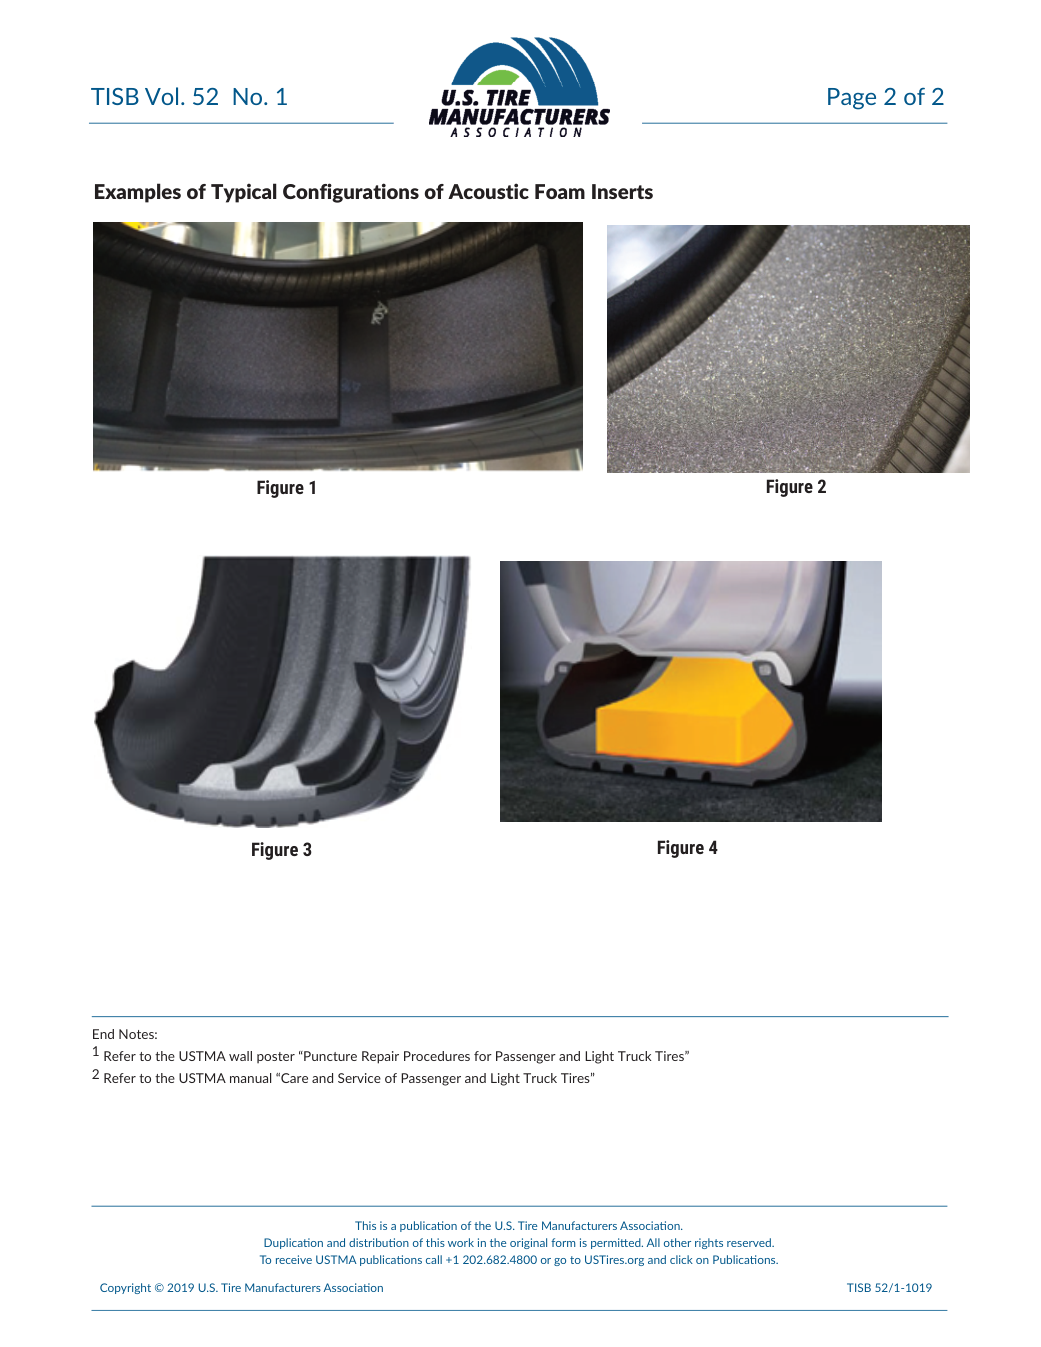 TISB Vol. 52 No. 1
U.S. TIRE
MANUFACTURERS
ASSOCIATION
Page 2 of 2
Examples of Typical Configurations of Acoustic Foam Inserts
Figure 1
Figure 2
Figure 3
Figure 4
End Notes:
1 Refer to the USTMA wall poster “Puncture Repair Procedures for Passenger and Light Truck Tires”
2 Refer to the USTMA manual “Care and Service of Passenger and Light Truck Tires”
This is a publication of the U.S. Tire Manufacturers Association.
Duplication and distribution of this work in the original form is permitted. All other rights reserved.
To receive USTMA publications call +1 202.682.4800 or go to USTires.org and click on Publications.
Copyright © 2019 U.S. Tire Manufacturers Association
TISB 52/1-1019